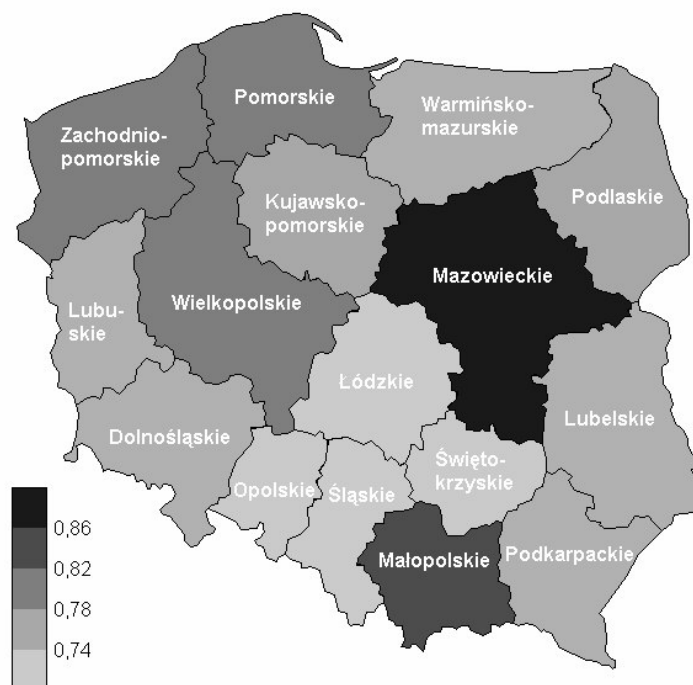 Pomorskie
Warmińsko-
mazurskie
Zachodnio-
pomorskie
Podlaskie
Kujawsko-
pomorskie
Mazowieckie
Wielkopolskie
Lubu-
skie
Łódzkie
Lubelskie
Dolnośląskie
Święto-
krzyskie
Opolskie
Śląskie
Małopolskie
Podkarpackie
0,86
0,82
0,78
0,74